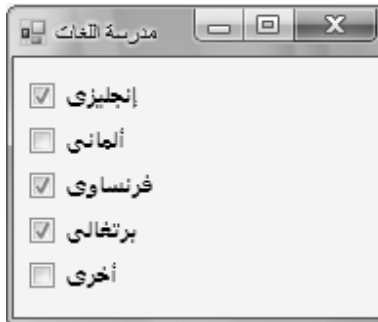 مدرسة اللغات
إنجليزى
ألمانى
فرنساوى
برتغالى
أخرى